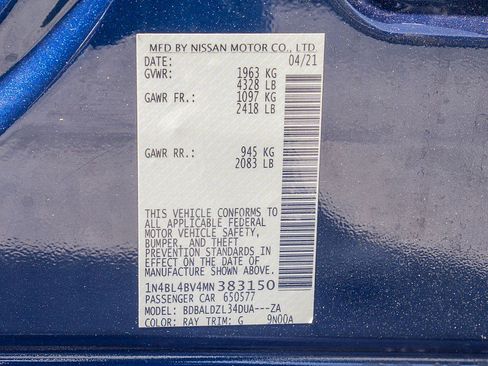 MFD BY NISSAN MOTOR CO., LTD.
DATE: 04/21
GVWR: 1963 KG
4328 LB
GAWR FR.: 1097 KG
2418 LB
GAWR RR.: 945 KG
2083 LB
THIS VEHICLE CONFORMS TO
ALL APPLICABLE FEDERAL
MOTOR VEHICLE SAFETY,
BUMPER, AND THEFT
PREVENTION STANDARDS IN
EFFECT ON THE DATE OF
MANUFACTURE SHOWN ABOVE.
1N4BL4BV4MN383150
PASSENGER CAR 650577
MODEL: BDBALDZL34DUA---ZA
COLOR: RAY TRIM: G 9N00A